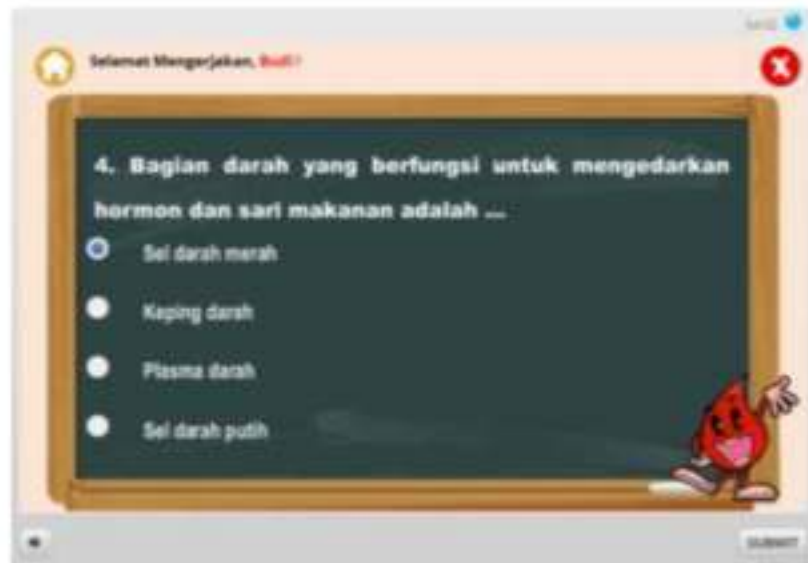 Selamat Mengerjakan, Budi!
4. Bagian darah yang berfungsi untuk mengedarkan
hormon dan sari makanan adalah ...
Sel darah merah
Keping darah
Plasma darah
Sel darah putih
SUBMIT